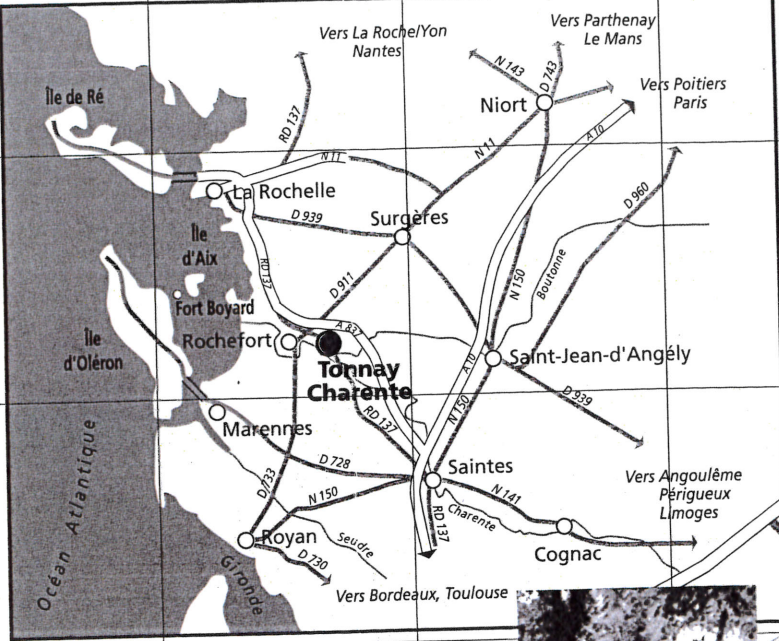 Vers La Roche/Yon
Nantes
Vers Parthenay
Le Mans
N 143
D 743
Île de Ré
Niort
Vers Poitiers
Paris
RD 137
A 10
N 11
N 11
La Rochelle
D 960
D 939
Surgères
Île
d'Aix
RD 137
D 911
N 150
Boutonne
Fort Boyard
Île
d'Oléron
Rochefort
A 837
Tonnay
Charente
A 10
Saint-Jean-d'Angély
D 939
RD 137
N 150
Marennes
D 728
Saintes
Océan Atlantique
D 733
N 150
N 141
Vers Angoulême
Périgueux
Limoges
RD 137
Charente
Royan
Seudre
Cognac
Gironde
D 730
Vers Bordeaux, Toulouse